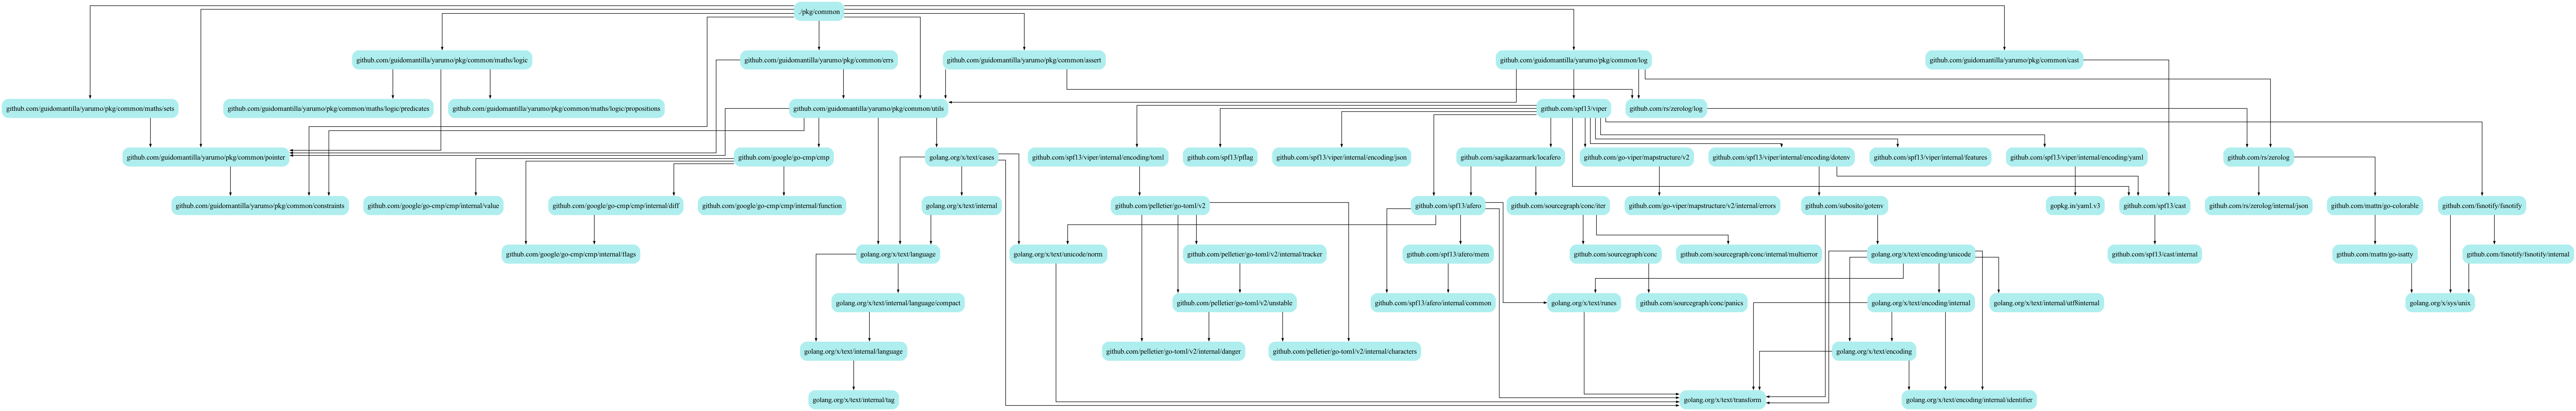 ./pkg/common
github.com/guidomantilla/yarumo/pkg/common/maths/logic
github.com/guidomantilla/yarumo/pkg/common/errs
github.com/guidomantilla/yarumo/pkg/common/assert
github.com/guidomantilla/yarumo/pkg/common/log
github.com/guidomantilla/yarumo/pkg/common/cast
github.com/guidomantilla/yarumo/pkg/common/maths/sets
github.com/guidomantilla/yarumo/pkg/common/maths/logic/predicates
github.com/guidomantilla/yarumo/pkg/common/maths/logic/propositions
github.com/guidomantilla/yarumo/pkg/common/utils
github.com/spf13/viper
github.com/rs/zerolog/log
github.com/guidomantilla/yarumo/pkg/common/pointer
github.com/google/go-cmp/cmp
golang.org/x/text/cases
github.com/spf13/viper/internal/encoding/toml
github.com/spf13/pflag
github.com/spf13/viper/internal/encoding/json
github.com/sagikazarmark/locafero
github.com/go-viper/mapstructure/v2
github.com/spf13/viper/internal/encoding/dotenv
github.com/spf13/viper/internal/features
github.com/spf13/viper/internal/encoding/yaml
github.com/rs/zerolog
github.com/guidomantilla/yarumo/pkg/common/constraints
github.com/google/go-cmp/cmp/internal/value
github.com/google/go-cmp/cmp/internal/diff
github.com/google/go-cmp/cmp/internal/function
golang.org/x/text/internal
github.com/pelletier/go-toml/v2
github.com/spf13/afero
github.com/sourcegraph/conc/iter
github.com/go-viper/mapstructure/v2/internal/errors
github.com/subosito/gotenv
gopkg.in/yaml.v3
github.com/spf13/cast
github.com/rs/zerolog/internal/json
github.com/mattn/go-colorable
github.com/fsnotify/fsnotify
github.com/google/go-cmp/cmp/internal/flags
golang.org/x/text/language
golang.org/x/text/unicode/norm
github.com/pelletier/go-toml/v2/internal/tracker
github.com/spf13/afero/mem
github.com/sourcegraph/conc
github.com/sourcegraph/conc/internal/multierror
golang.org/x/text/encoding/unicode
github.com/spf13/cast/internal
github.com/mattn/go-isatty
github.com/fsnotify/fsnotify/internal
golang.org/x/text/internal/language/compact
github.com/pelletier/go-toml/v2/unstable
github.com/spf13/afero/internal/common
golang.org/x/text/runes
github.com/sourcegraph/conc/panics
golang.org/x/text/encoding/internal
golang.org/x/text/internal/utf8internal
golang.org/x/sys/unix
golang.org/x/text/internal/language
github.com/pelletier/go-toml/v2/internal/danger
github.com/pelletier/go-toml/v2/internal/characters
golang.org/x/text/encoding
golang.org/x/text/internal/tag
golang.org/x/text/transform
golang.org/x/text/encoding/internal/identifier